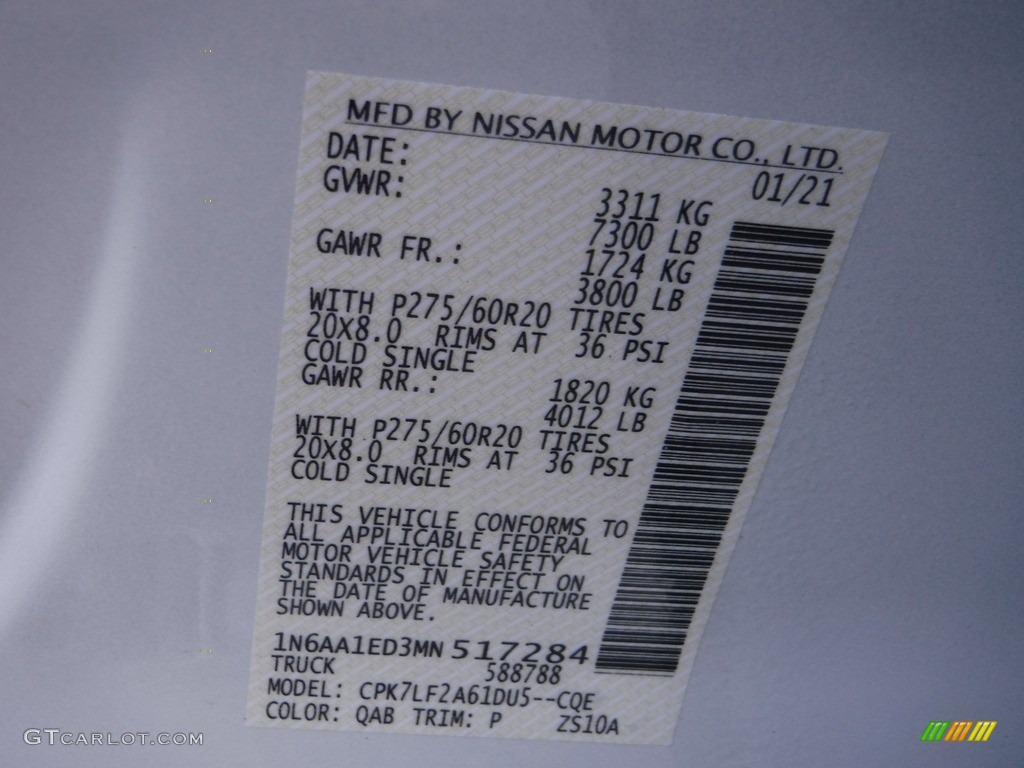 MFD BY NISSAN MOTOR CO., LTD.
DATE: 01/21
GVWR: 3311 KG
7300 LB
GAWR FR.: 1724 KG
3800 LB
WITH P275/60R20 TIRES
20X8.0 RIMS AT 36 PSI
COLD SINGLE
GAWR RR.: 1820 KG
4012 LB
WITH P275/60R20 TIRES
20X8.0 RIMS AT 36 PSI
COLD SINGLE
THIS VEHICLE CONFORMS TO
ALL APPLICABLE FEDERAL
MOTOR VEHICLE SAFETY
STANDARDS IN EFFECT ON
THE DATE OF MANUFACTURE
SHOWN ABOVE.
1N6AA1ED3MN517284
TRUCK 588788
MODEL: CPK7LF2A61DU5--CQE
COLOR: QAB TRIM: P ZS10A
GTCARLOT.COM